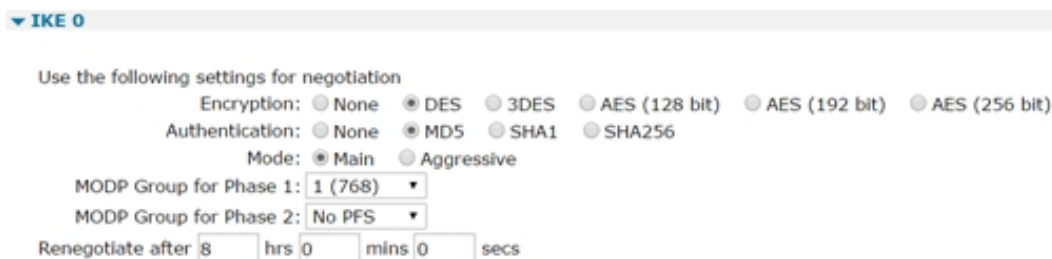 IKE 0
Use the following settings for negotiation
Encryption: None DES 3DES AES (128 bit) AES (192 bit) AES (256 bit)
Authentication: None MD5 SHA1 SHA256
Mode: Main Aggressive
MODP Group for Phase 1: 1 (768)
MODP Group for Phase 2: No PFS
Renegotiate after 8 hrs 0 mins 0 secs